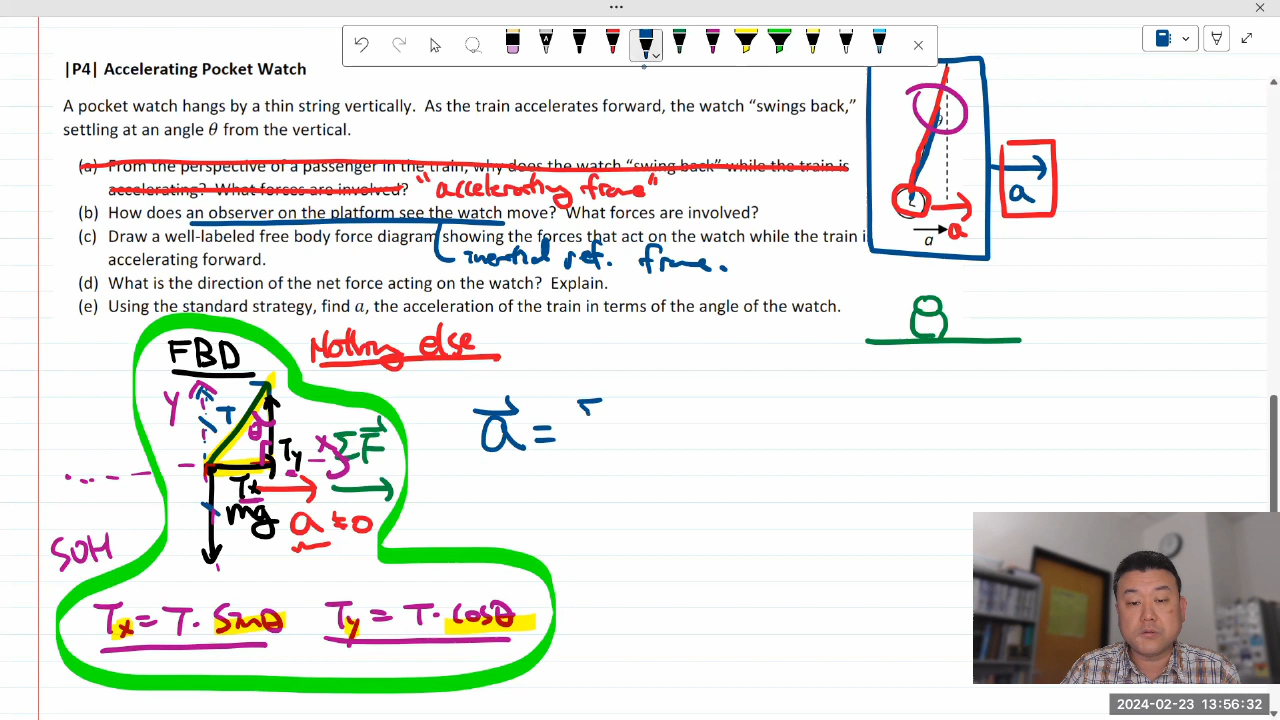 |P4| Accelerating Pocket Watch
A pocket watch hangs by a thin string vertically. As the train accelerates forward, the watch “swings back,”
settling at an angle θ from the vertical.
(a) From the perspective of a passenger in the train, why does the watch “swing back” while the train is
accelerating? What forces are involved?
"accelerating frame"
(b) How does an observer on the platform see the watch move? What forces are involved?
(c) Draw a well-labeled free body force diagram showing the forces that act on the watch while the train i
accelerating forward.
inertial ref. frame.
(d) What is the direction of the net force acting on the watch? Explain.
(e) Using the standard strategy, find a, the acceleration of the train in terms of the angle of the watch.
θ
a
a
a
FBD
Nothing else
y
T
θ
Ty
x
ΣF
Tx
mg
a ≠ 0
SOH
Tx = T · sinθ
Ty = T · cosθ
a =
2024-02-23 13:56:32